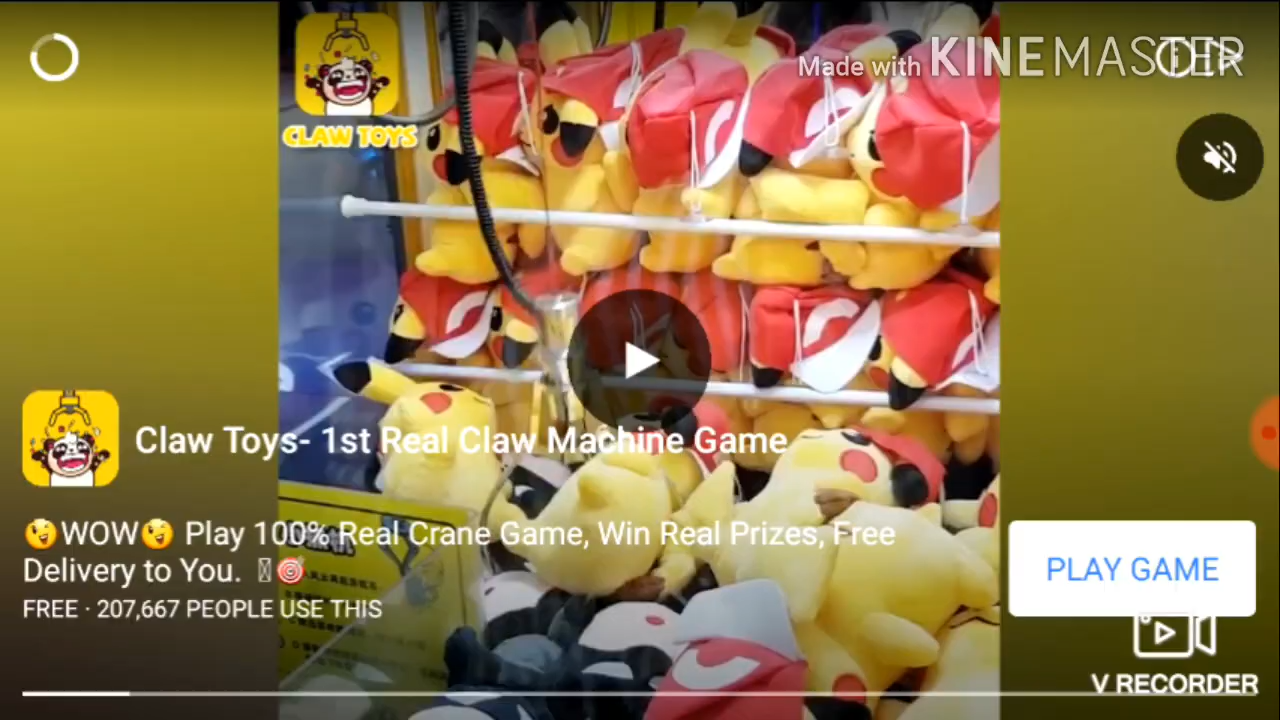 Made with KINEMASTER
CLAW TOYS
Claw Toys- 1st Real Claw Machine Game
😉WOW😉 Play 100% Real Crane Game, Win Real Prizes, Free
Delivery to You. 🎯
FREE · 207,667 PEOPLE USE THIS
PLAY GAME
V RECORDER